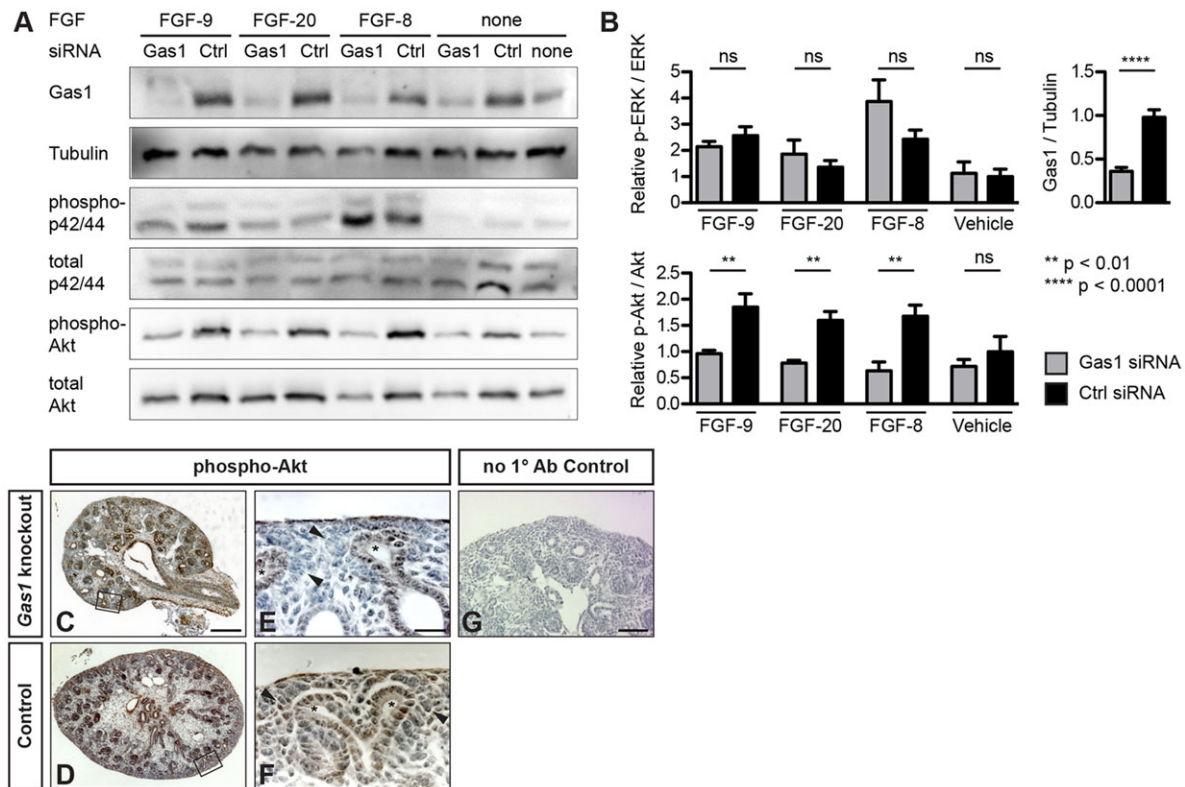 A
FGF FGF-9 FGF-20 FGF-8 none
siRNA Gas1 Ctrl Gas1 Ctrl Gas1 Ctrl Gas1 Ctrl none
Gas1
Tubulin
phospho-
p42/44
total
p42/44
phospho-
Akt
total
Akt
B
ns ns ns ns
Relative p-ERK / ERK
5
4
3
2
1
0
FGF-9 FGF-20 FGF-8 Vehicle
****
Gas1 / Tubulin
1.5
1.0
0.5
0.0
** ** ** ns
Relative p-Akt / Akt
2.5
2.0
1.5
1.0
0.5
0.0
FGF-9 FGF-20 FGF-8 Vehicle
** p < 0.01
**** p < 0.0001
Gas1 siRNA
Ctrl siRNA
phospho-Akt no 1° Ab Control
Gas1 knockout
C
* *
E
G
Control
D
* *
F